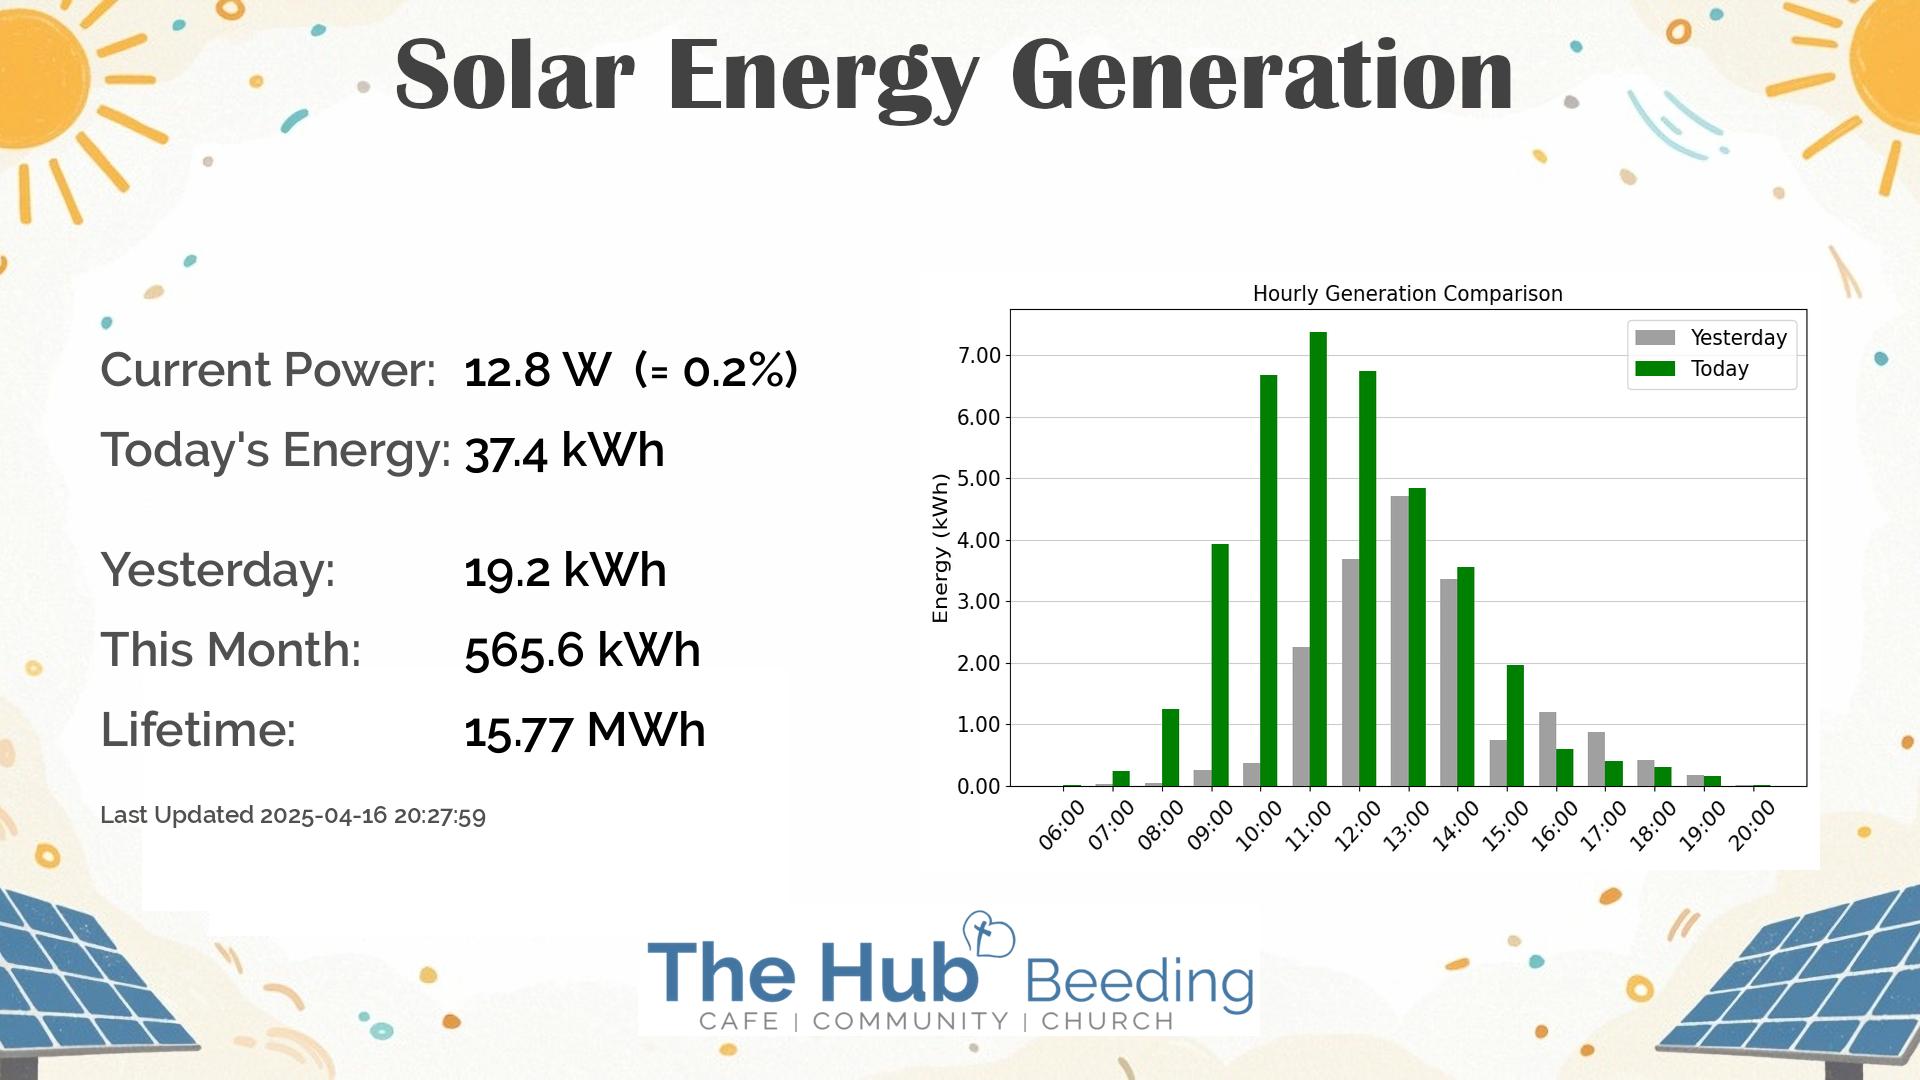 Solar Energy Generation
Current Power: 12.8 W (= 0.2%)
Today's Energy: 37.4 kWh
Yesterday: 19.2 kWh
This Month: 565.6 kWh
Lifetime: 15.77 MWh
Last Updated 2025-04-16 20:27:59
Hourly Generation Comparison
Yesterday
Today
Energy (kWh)
7.00
6.00
5.00
4.00
3.00
2.00
1.00
0.00
06:00 07:00 08:00 09:00 10:00 11:00 12:00 13:00 14:00 15:00 16:00 17:00 18:00 19:00 20:00
The Hub Beeding
CAFE | COMMUNITY | CHURCH